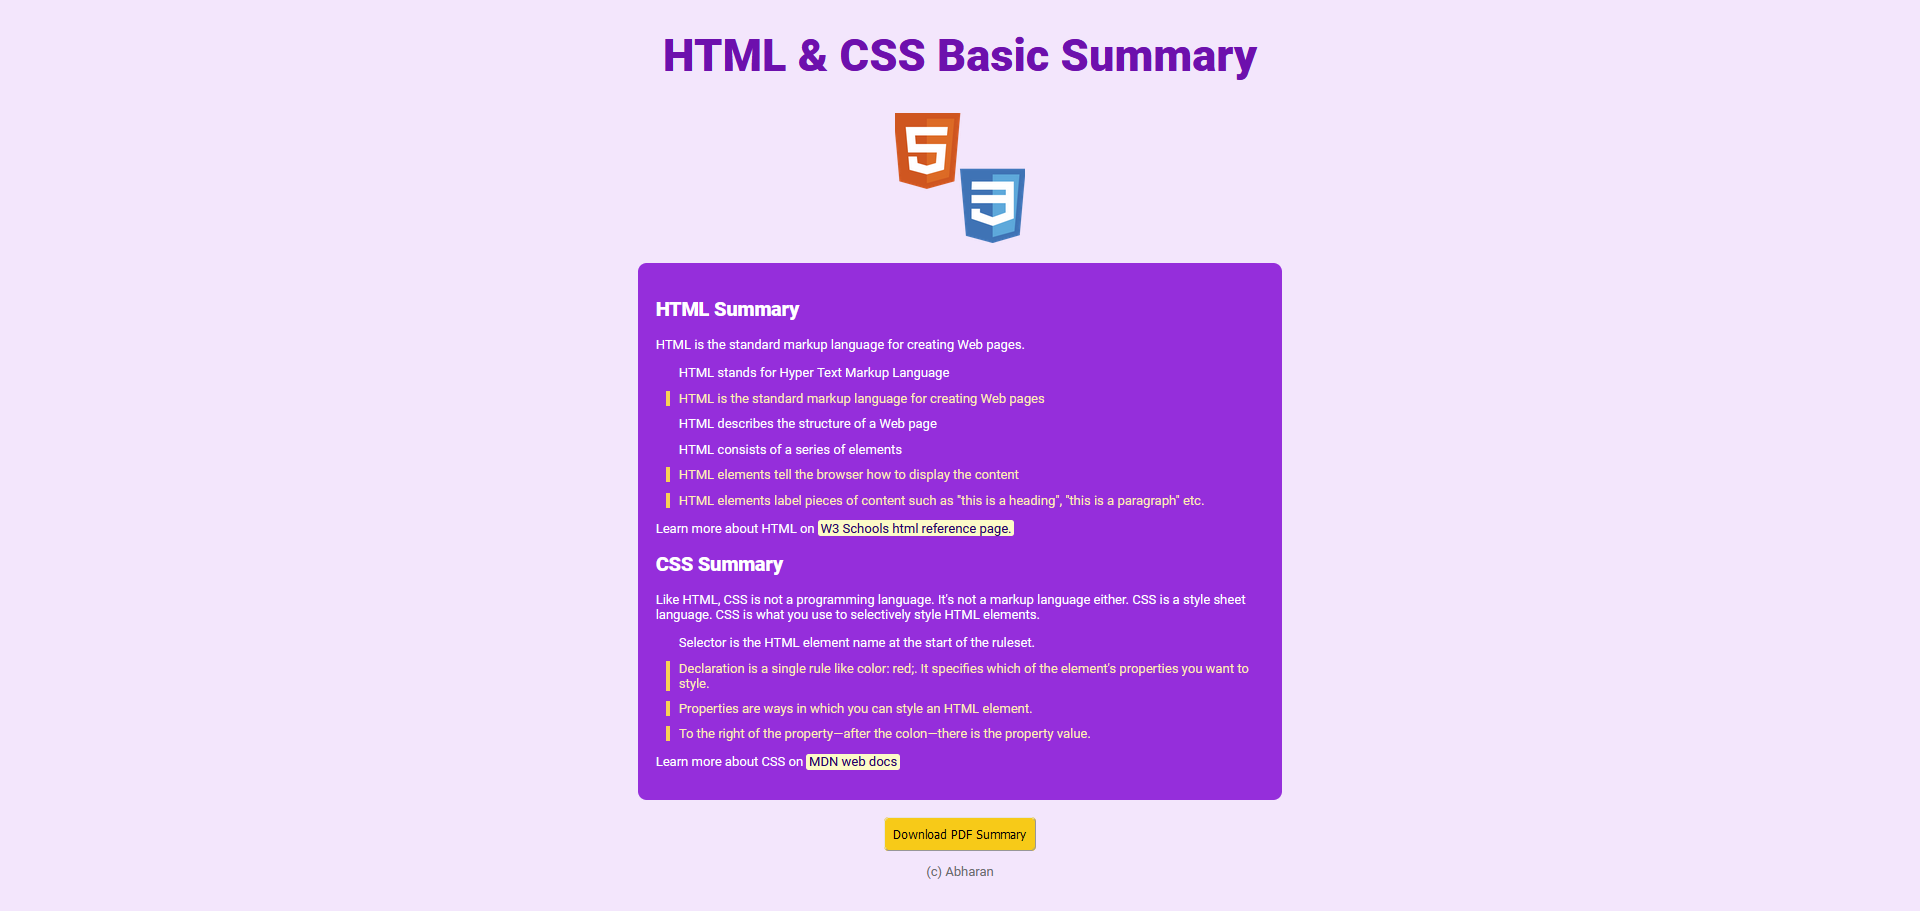 HTML & CSS Basic Summary
5
3
HTML Summary
HTML is the standard markup language for creating Web pages.
HTML stands for Hyper Text Markup Language
HTML is the standard markup language for creating Web pages
HTML describes the structure of a Web page
HTML consists of a series of elements
HTML elements tell the browser how to display the content
HTML elements label pieces of content such as "this is a heading", "this is a paragraph" etc.
Learn more about HTML on W3 Schools html reference page.
CSS Summary
Like HTML, CSS is not a programming language. It's not a markup language either. CSS is a style sheet
language. CSS is what you use to selectively style HTML elements.
Selector is the HTML element name at the start of the ruleset.
Declaration is a single rule like color: red;. It specifies which of the element's properties you want to
style.
Properties are ways in which you can style an HTML element.
To the right of the property—after the colon—there is the property value.
Learn more about CSS on MDN web docs
Download PDF Summary
(c) Abharan